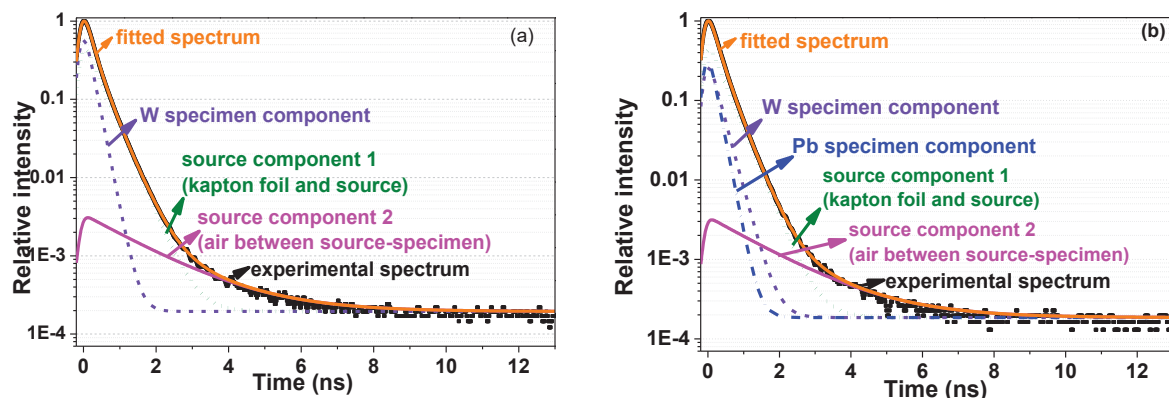 (a)
Relative intensity
1
0.1
0.01
1E-3
1E-4
fitted spectrum
W specimen component
source component 1
(kapton foil and source)
source component 2
(air between source-specimen)
experimental spectrum
0 2 4 6 8 10 12
Time (ns)
(b)
Relative intensity
1
0.1
0.01
1E-3
1E-4
fitted spectrum
W specimen component
Pb specimen component
source component 1
(kapton foil and source)
source component 2
(air between source-specimen)
experimental spectrum
0 2 4 6 8 10 12
Time (ns)